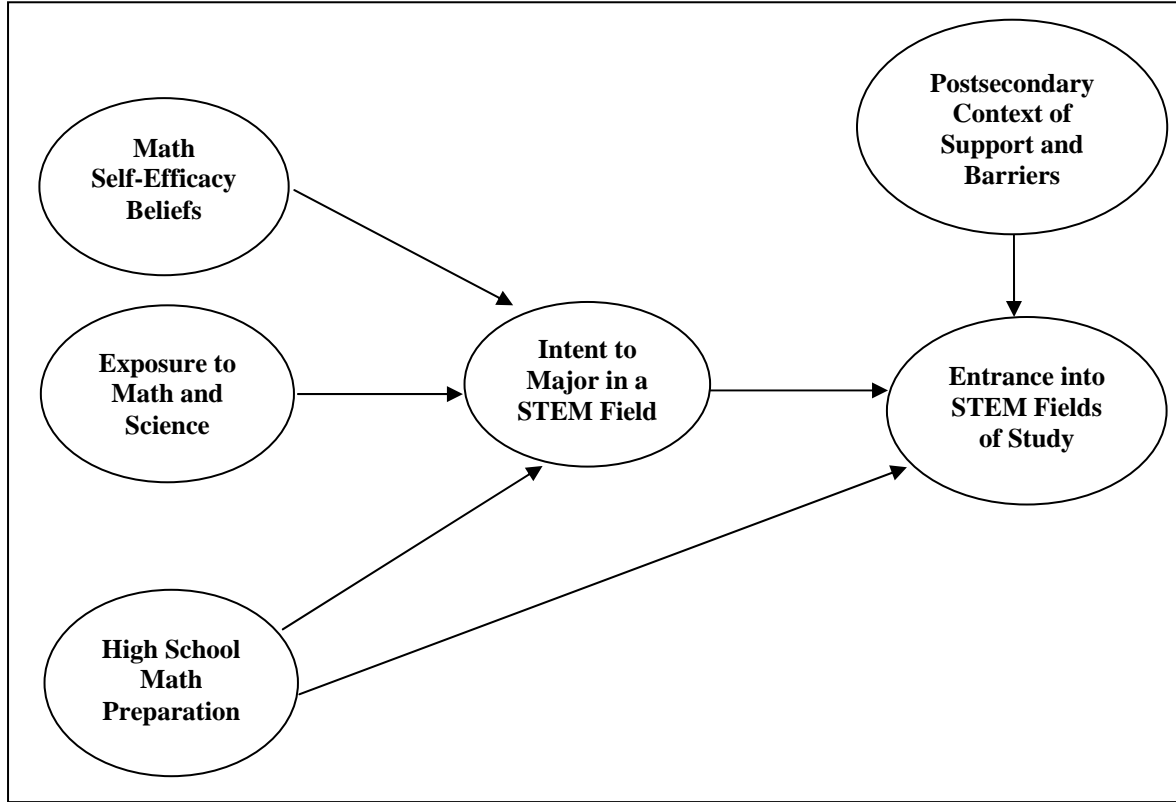 Math
Self-Efficacy
Beliefs
Exposure to
Math and
Science
High School
Math
Preparation
Intent to
Major in a
STEM Field
Postsecondary
Context of
Support and
Barriers
Entrance into
STEM Fields
of Study